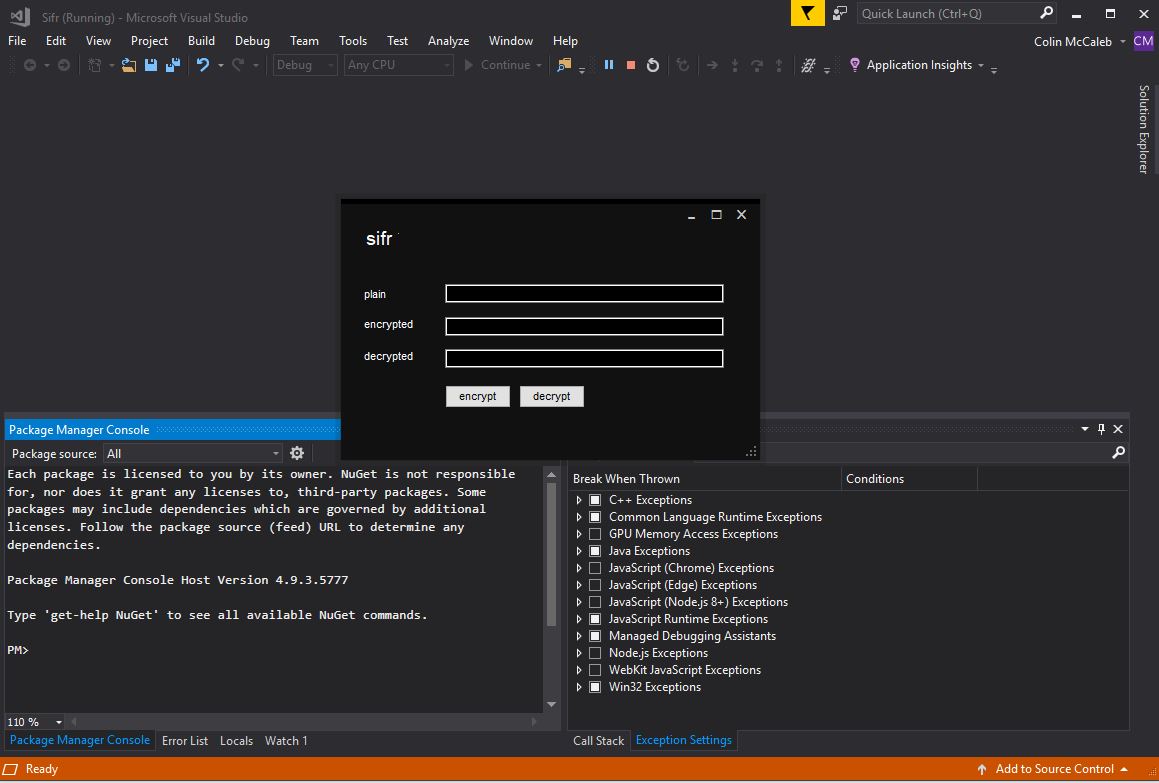 Sifr (Running) - Microsoft Visual Studio
Quick Launch (Ctrl+Q)
File Edit View Project Build Debug Team Tools Test Analyze Window Help
Colin McCaleb CM
Debug Any CPU Continue Application Insights
Solution Explorer
sifr
plain
encrypted
decrypted
encrypt decrypt
Package Manager Console
Package source: All
Each package is licensed to you by its owner. NuGet is not responsible
for, nor does it grant any licenses to, third-party packages. Some
packages may include dependencies which are governed by additional
licenses. Follow the package source (feed) URL to determine any
dependencies.
Package Manager Console Host Version 4.9.3.5777
Type 'get-help NuGet' to see all available NuGet commands.
PM>
110 %
Package Manager Console Error List Locals Watch 1
Break When Thrown Conditions
C++ Exceptions
Common Language Runtime Exceptions
GPU Memory Access Exceptions
Java Exceptions
JavaScript (Chrome) Exceptions
JavaScript (Edge) Exceptions
JavaScript (Node.js 8+) Exceptions
JavaScript Runtime Exceptions
Managed Debugging Assistants
Node.js Exceptions
WebKit JavaScript Exceptions
Win32 Exceptions
Call Stack Exception Settings
Ready
Add to Source Control